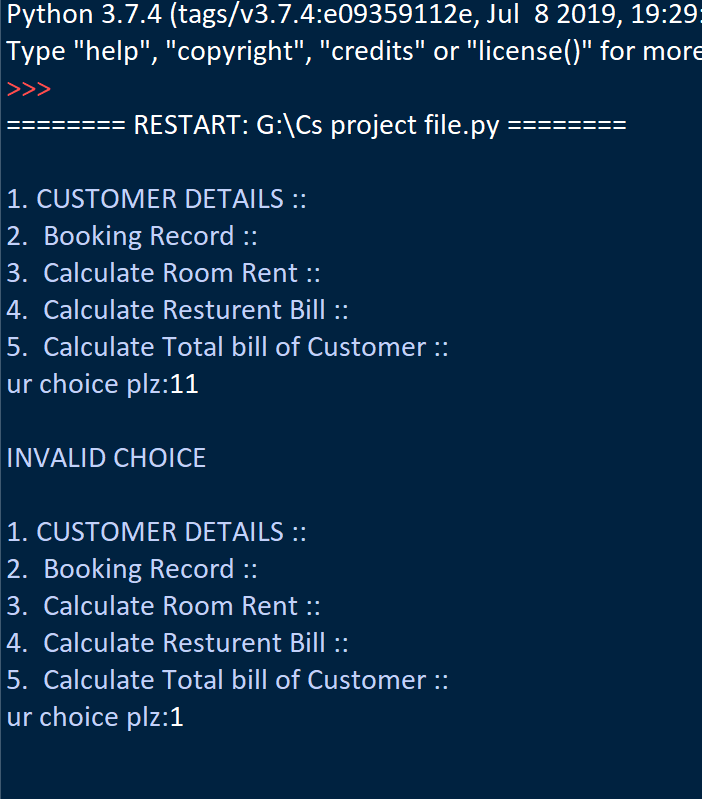 Python 3.7.4 (tags/v3.7.4:e09359112e, Jul  8 2019, 19:29:
Type "help", "copyright", "credits" or "license()" for more
>>>
======== RESTART: G:\Cs project file.py ========
1. CUSTOMER DETAILS ::
2.  Booking Record ::
3.  Calculate Room Rent ::
4.  Calculate Resturent Bill ::
5.  Calculate Total bill of Customer ::
ur choice plz:11
INVALID CHOICE
1. CUSTOMER DETAILS ::
2.  Booking Record ::
3.  Calculate Room Rent ::
4.  Calculate Resturent Bill ::
5.  Calculate Total bill of Customer ::
ur choice plz:1